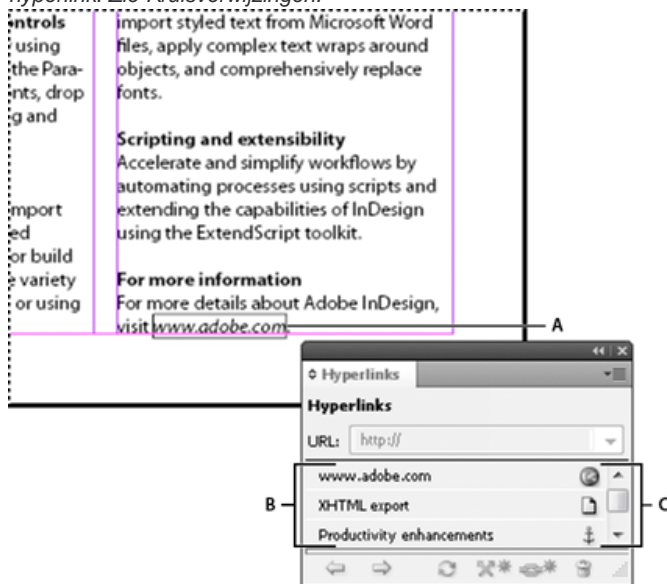 hyperlink. Zie Kruisverwijzingen.
ntrols
using
the Para-
nts, drop
g and
mport
ed
or build
variety
or using
import styled text from Microsoft Word
files, apply complex text wraps around
objects, and comprehensively replace
fonts.
Scripting and extensibility
Accelerate and simplify workflows by
automating processes using scripts and
extending the capabilities of InDesign
using the ExtendScript toolkit.
For more information
For more details about Adobe InDesign,
visit www.adobe.com.
A
Hyperlinks
Hyperlinks
URL: http://
B
www.adobe.com
XHTML export
Productivity enhancements
C